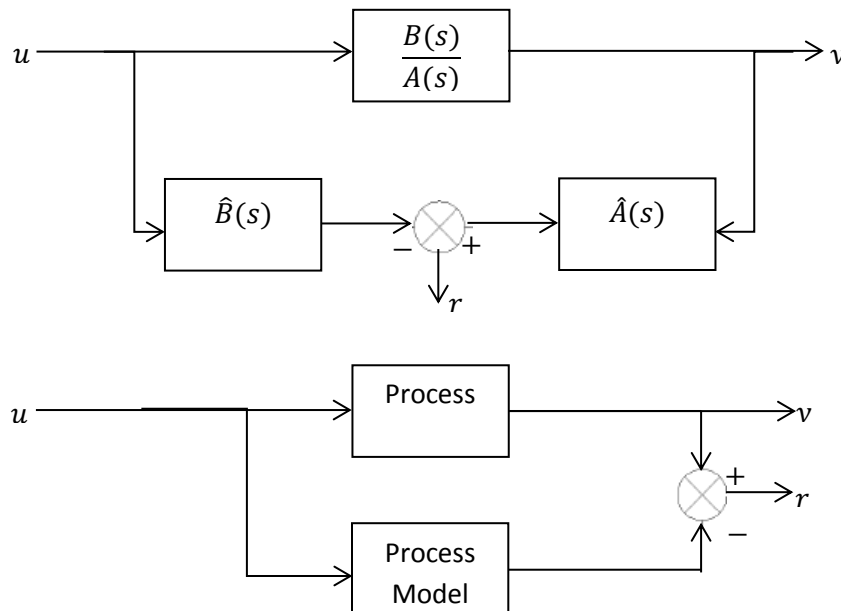 B(s)
u
v
A(s)
B̂(s)
Â(s)
−
+
r
Process
u
v
+
r
−
Process
Model